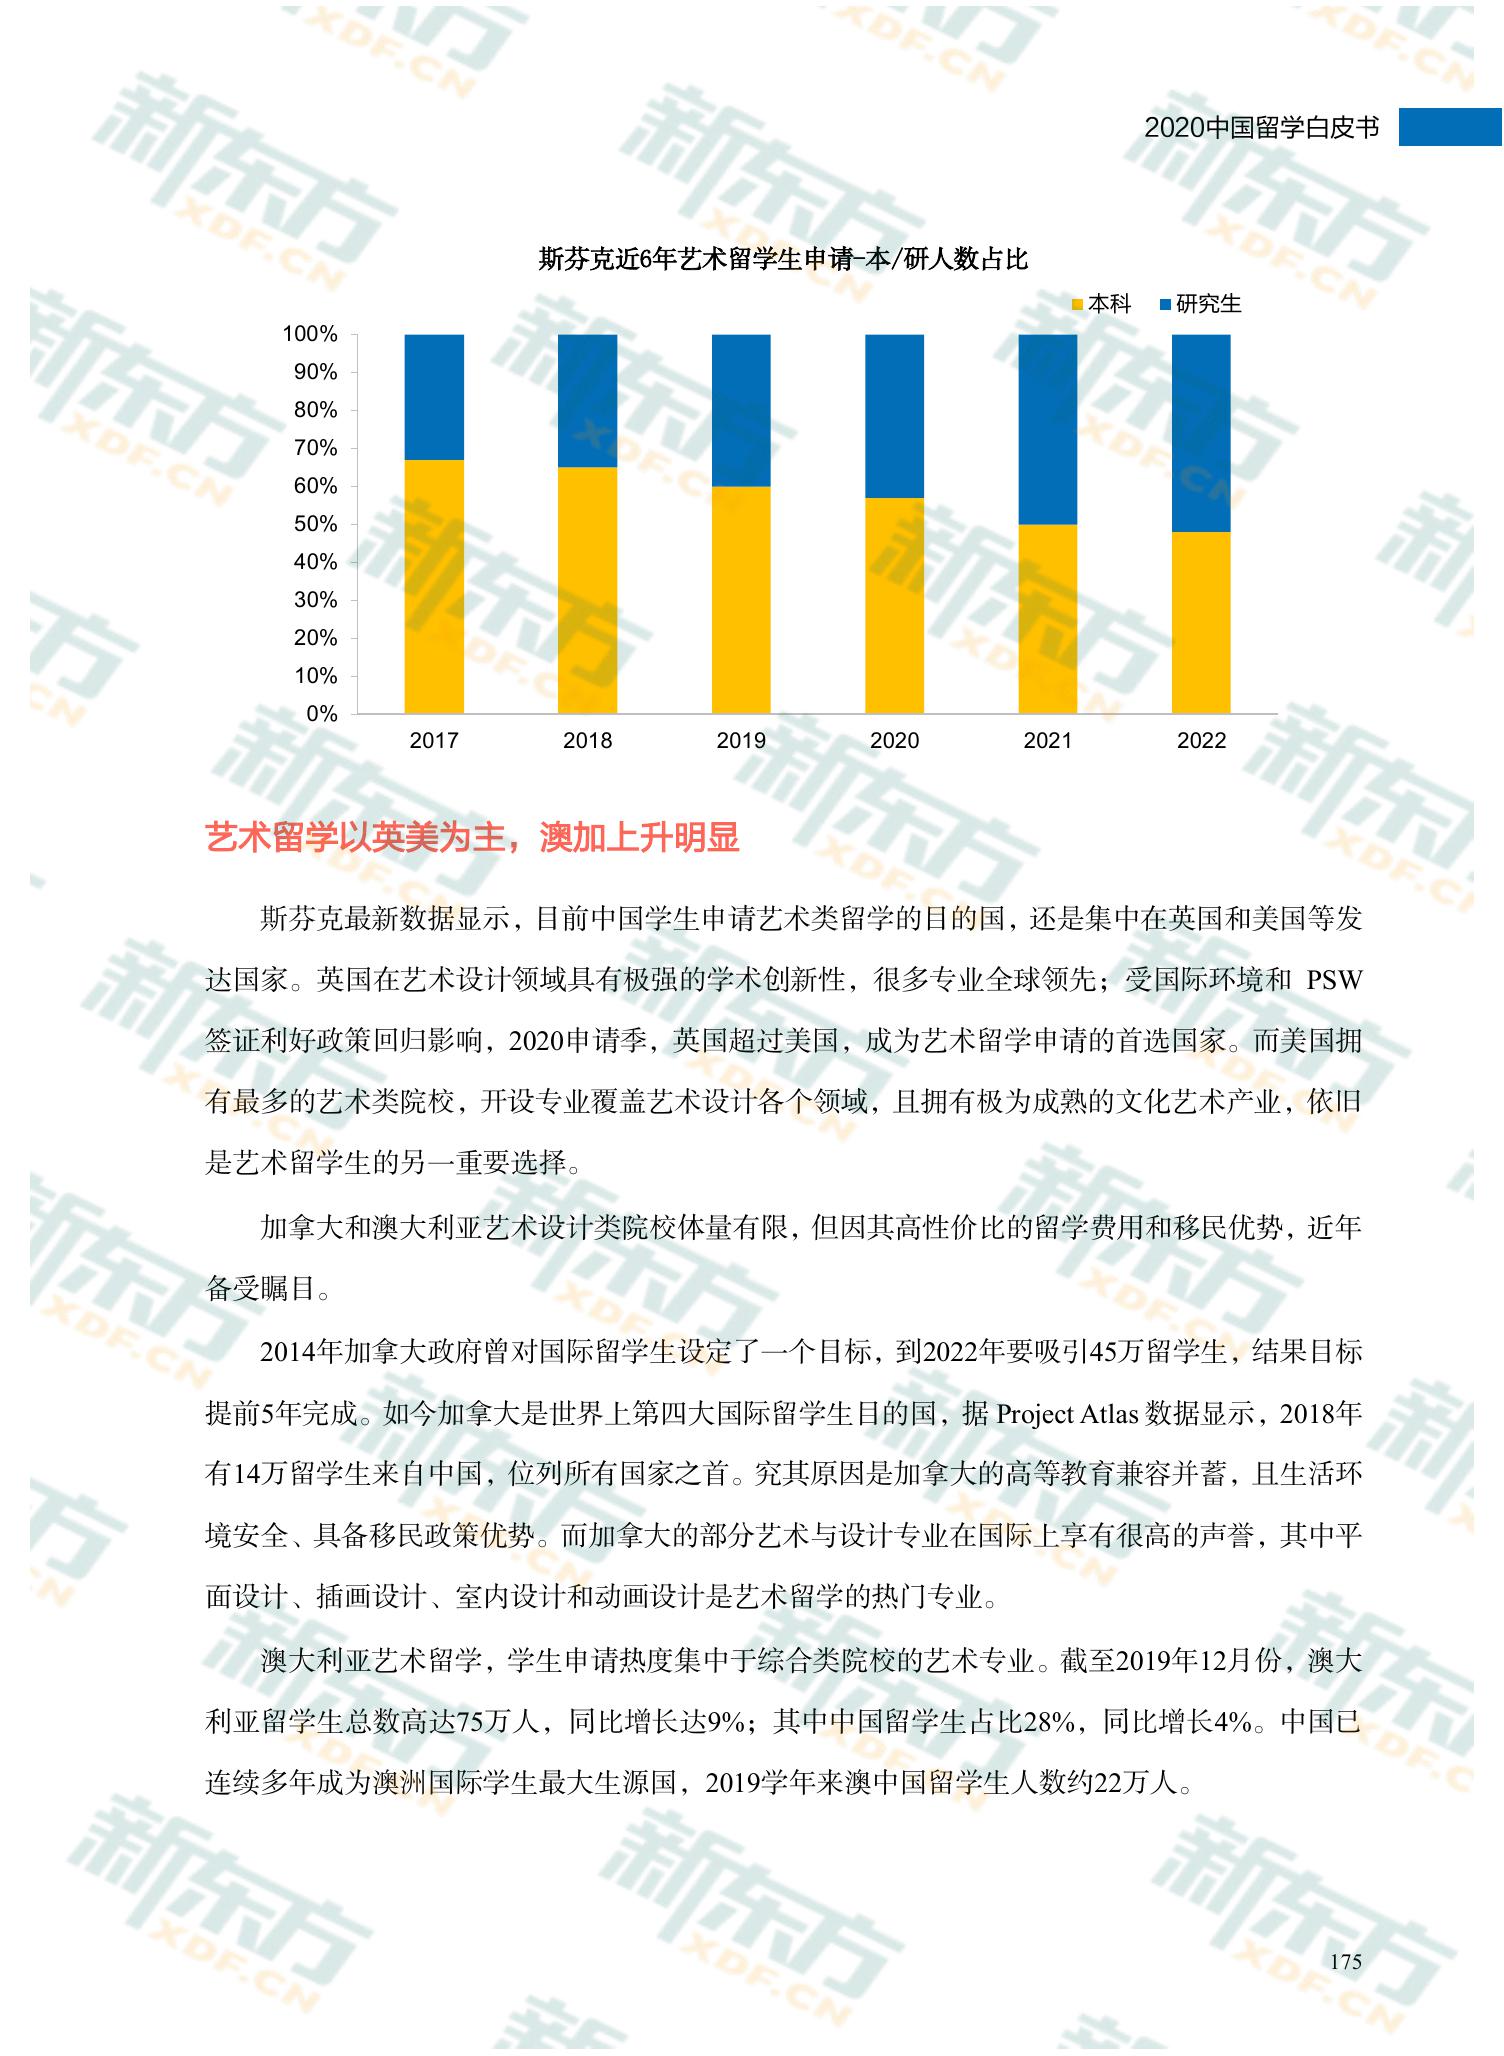 2020中国留学白皮书
斯芬克近6年艺术留学生申请-本/研人数占比
本科 研究生
100%
90%
80%
70%
60%
50%
40%
30%
20%
10%
0%
2017 2018 2019 2020 2021 2022
艺术留学以英美为主，澳加上升明显
斯芬克最新数据显示，目前中国学生申请艺术类留学的目的国，还是集中在英国和美国等发
达国家。英国在艺术设计领域具有极强的学术创新性，很多专业全球领先；受国际环境和 PSW
签证利好政策回归影响，2020申请季，英国超过美国，成为艺术留学申请的首选国家。而美国拥
有最多的艺术类院校，开设专业覆盖艺术设计各个领域，且拥有极为成熟的文化艺术产业，依旧
是艺术留学生的另一重要选择。
加拿大和澳大利亚艺术设计类院校体量有限，但因其高性价比的留学费用和移民优势，近年
备受瞩目。
2014年加拿大政府曾对国际留学生设定了一个目标，到2022年要吸引45万留学生，结果目标
提前5年完成。如今加拿大是世界上第四大国际留学生目的国，据 Project Atlas 数据显示，2018年
有14万留学生来自中国，位列所有国家之首。究其原因是加拿大的高等教育兼容并蓄，且生活环
境安全、具备移民政策优势。而加拿大的部分艺术与设计专业在国际上享有很高的声誉，其中平
面设计、插画设计、室内设计和动画设计是艺术留学的热门专业。
澳大利亚艺术留学，学生申请热度集中于综合类院校的艺术专业。截至2019年12月份，澳大
利亚留学生总数高达75万人，同比增长达9%；其中中国留学生占比28%，同比增长4%。中国已
连续多年成为澳洲国际学生最大生源国，2019学年来澳中国留学生人数约22万人。
175
新东方
XDF.CN